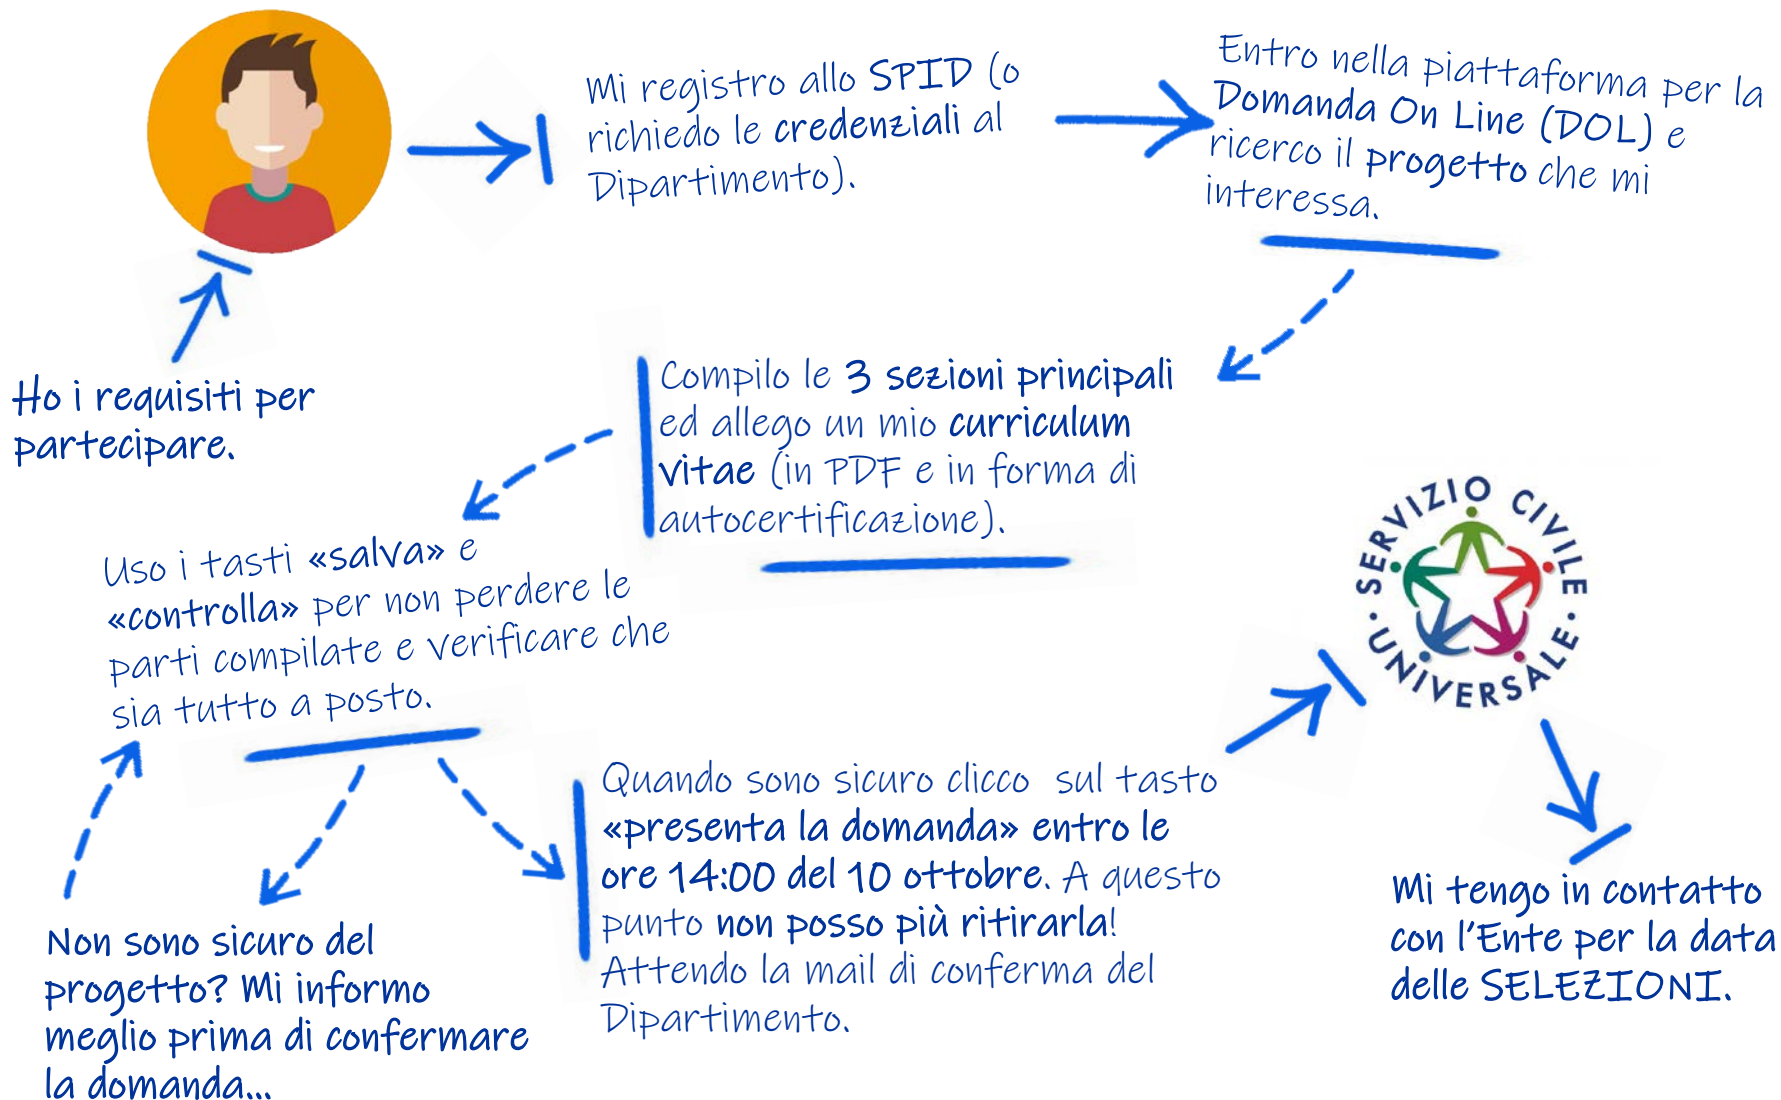 Ho i requisiti per
partecipare.
Mi registro allo SPID (o
richiedo le credenziali al
Dipartimento).
Entro nella piattaforma per la
Domanda On Line (DOL) e
ricerco il progetto che mi
interessa.
Compilo le 3 sezioni principali
ed allego un mio curriculum
vitae (in PDF e in forma di
autocertificazione).
Uso i tasti «salva» e
«controlla» per non perdere le
parti compilate e verificare che
sia tutto a posto.
Non sono sicuro del
progetto? Mi informo
meglio prima di confermare
la domanda...
Quando sono sicuro clicco  sul tasto
«presenta la domanda» entro le
ore 14:00 del 10 ottobre. A questo
punto non posso più ritirarla!
Attendo la mail di conferma del
Dipartimento.
SERVIZIO CIVILE
· UNIVERSALE ·
Mi tengo in contatto
con l'Ente per la data
delle SELEZIONI.